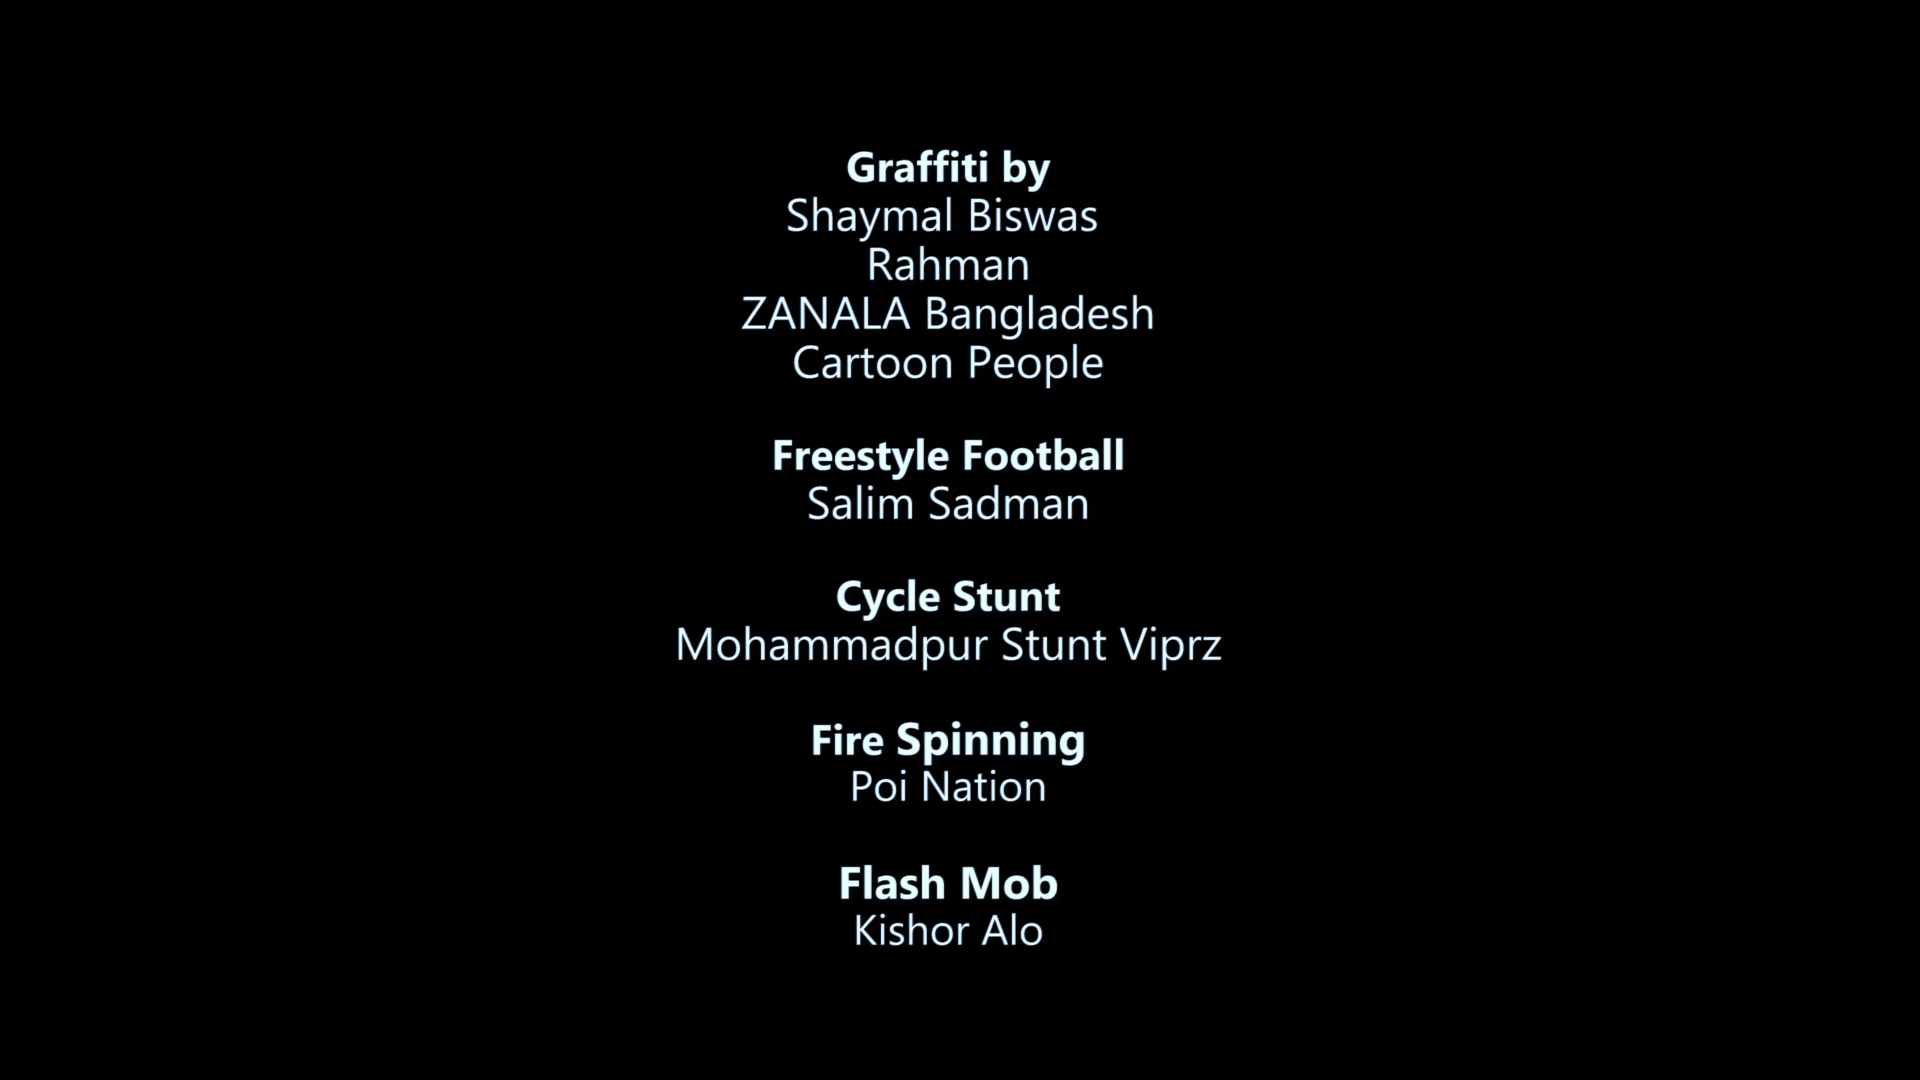 Graffiti by
Shaymal Biswas
Rahman
ZANALA Bangladesh
Cartoon People
Freestyle Football
Salim Sadman
Cycle Stunt
Mohammadpur Stunt Viprz
Fire Spinning
Poi Nation
Flash Mob
Kishor Alo